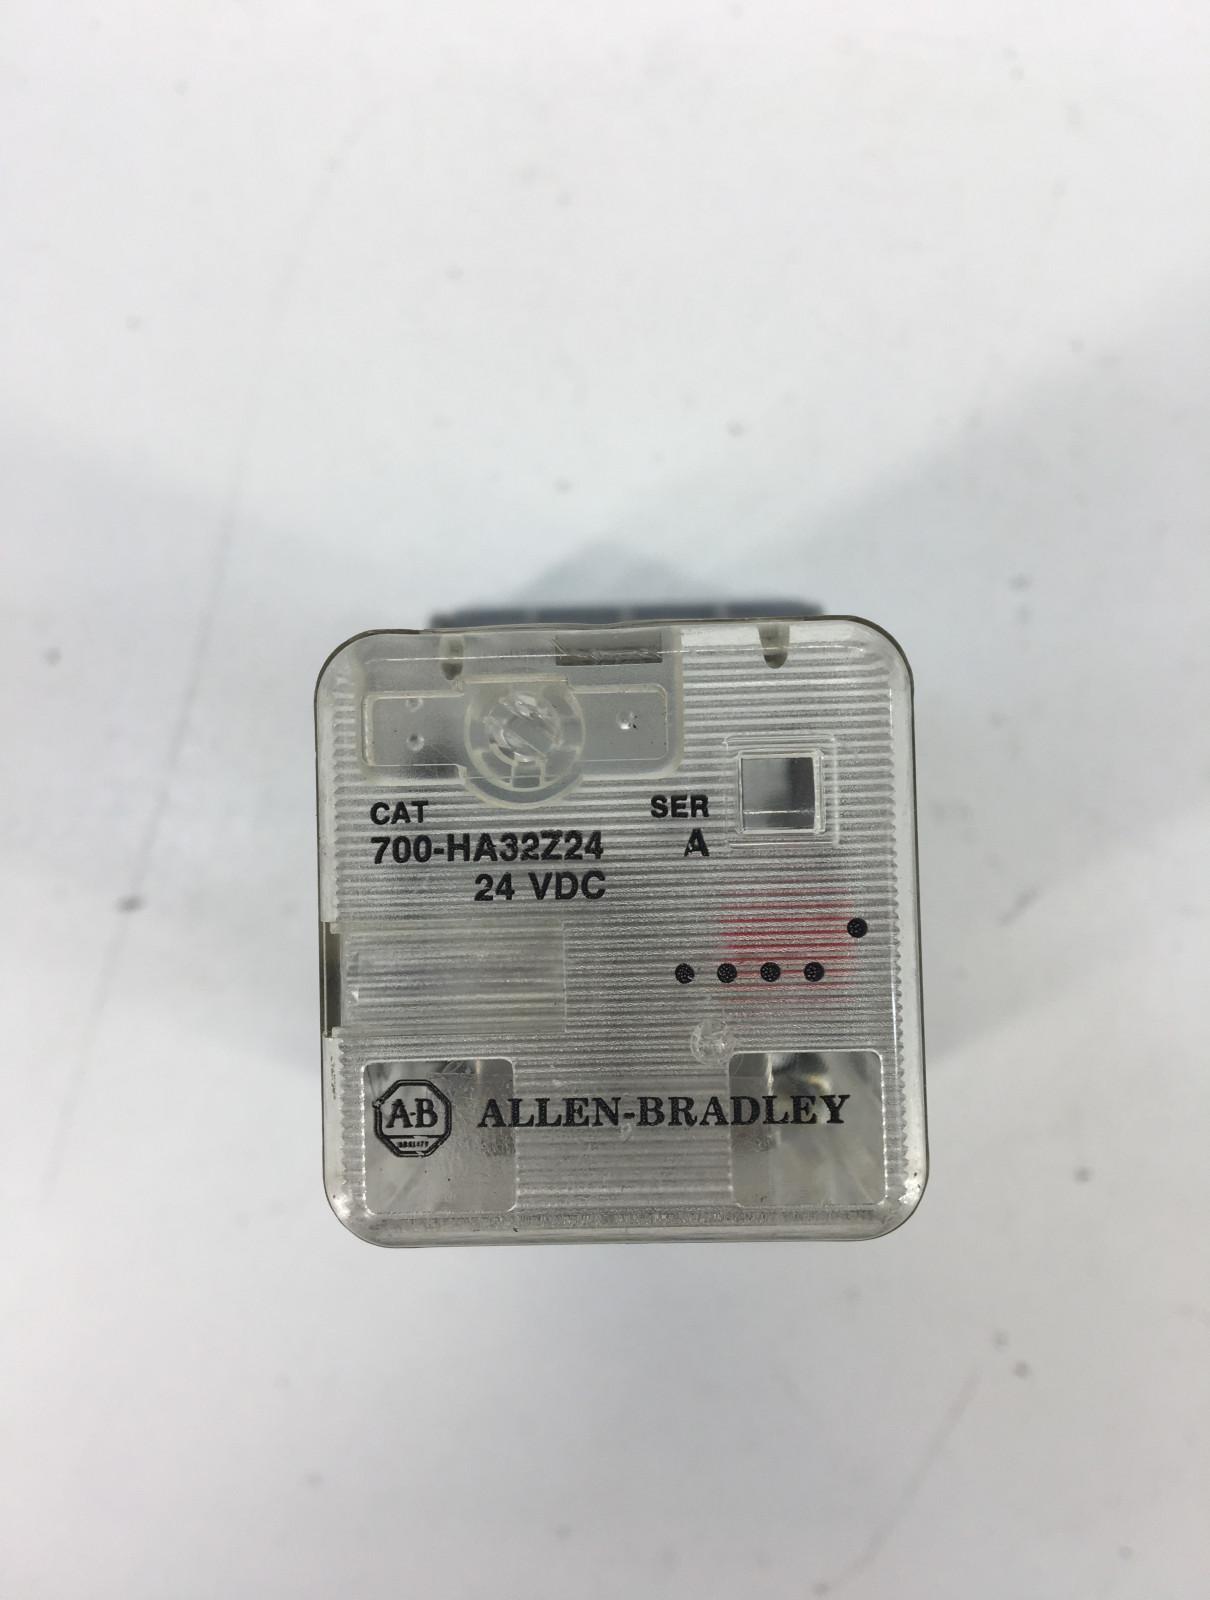 CAT SER
700-HA32Z24 A
24 VDC
A-B ALLEN-BRADLEY